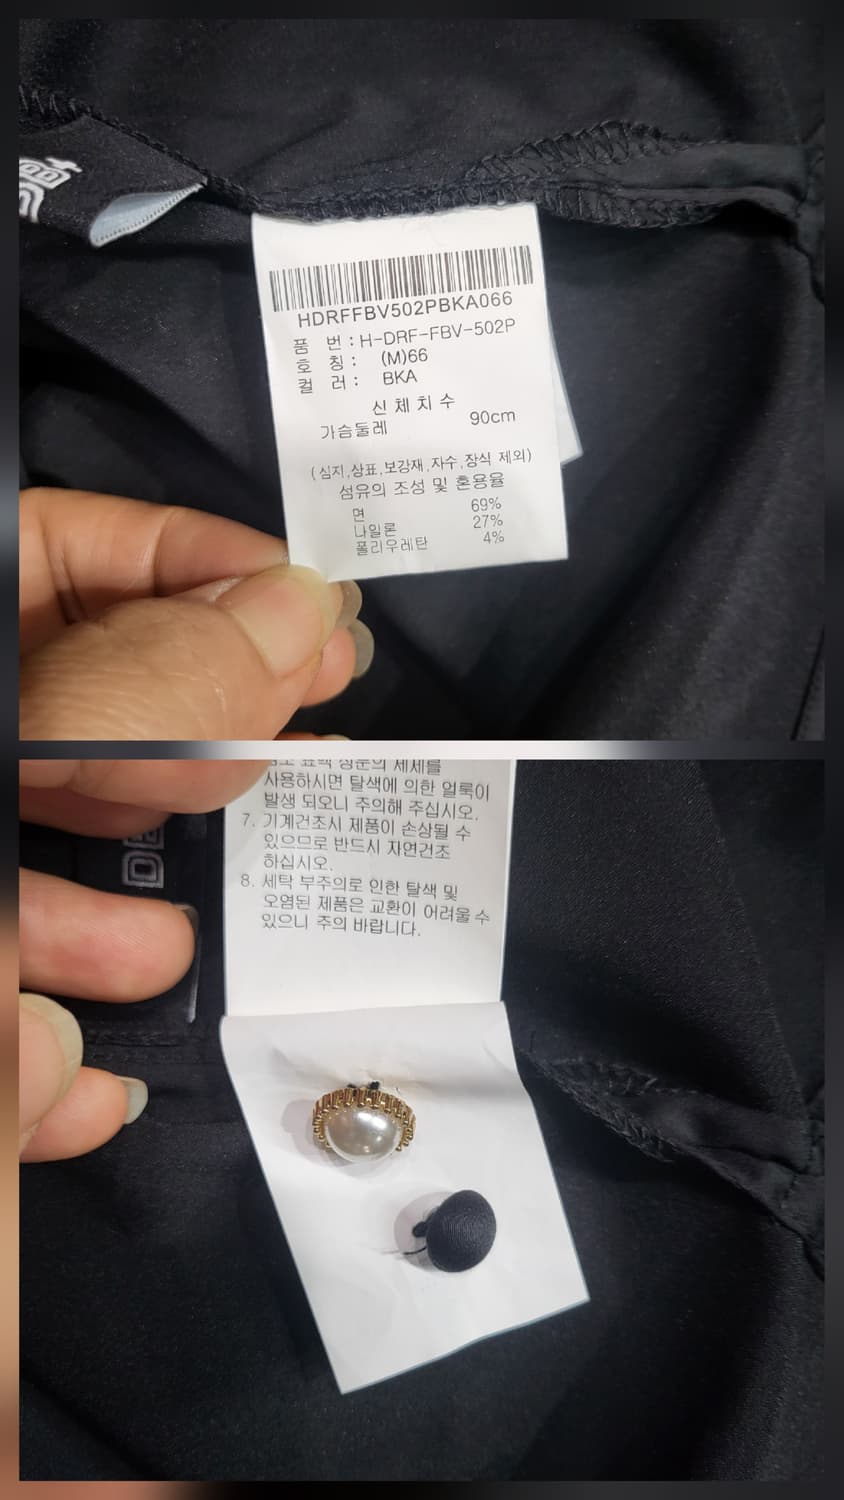 HDRFFBV502PBKA066
품 번 : H-DRF-FBV-502P
호 칭 : (M)66
컬 러 : BKA
신 체 치 수
가슴둘레 90cm
(심지,상표,보강재,자수,장식 제외)
섬유의 조성 및 혼용율
면 69%
나일론 27%
폴리우레탄 4%
세제를
사용하시면 탈색에 의한 얼룩이
발생 되오니 주의해 주십시오.
7. 기계건조시 제품이 손상될 수
있으므로 반드시 자연건조
하십시오.
8. 세탁 부주의로 인한 탈색 및
오염된 제품은 교환이 어려울 수
있으니 주의 바랍니다.